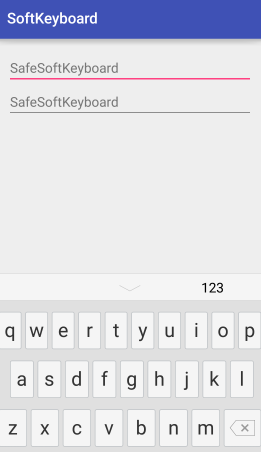 SoftKeyboard
SafeSoftKeyboard
SafeSoftKeyboard
123
q w e r t y u i o p
a s d f g h j k l
z x c v b n m